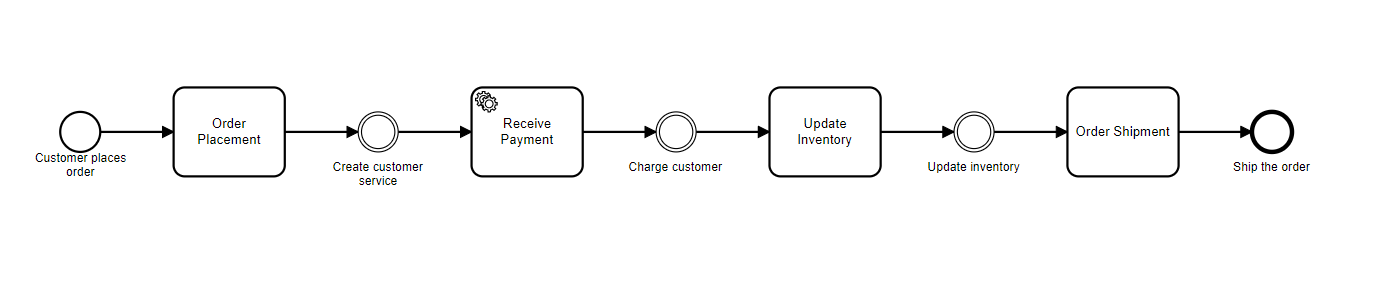 Customer places
order
Order
Placement
Create customer
service
Receive
Payment
Charge customer
Update
Inventory
Update inventory
Order Shipment
Ship the order